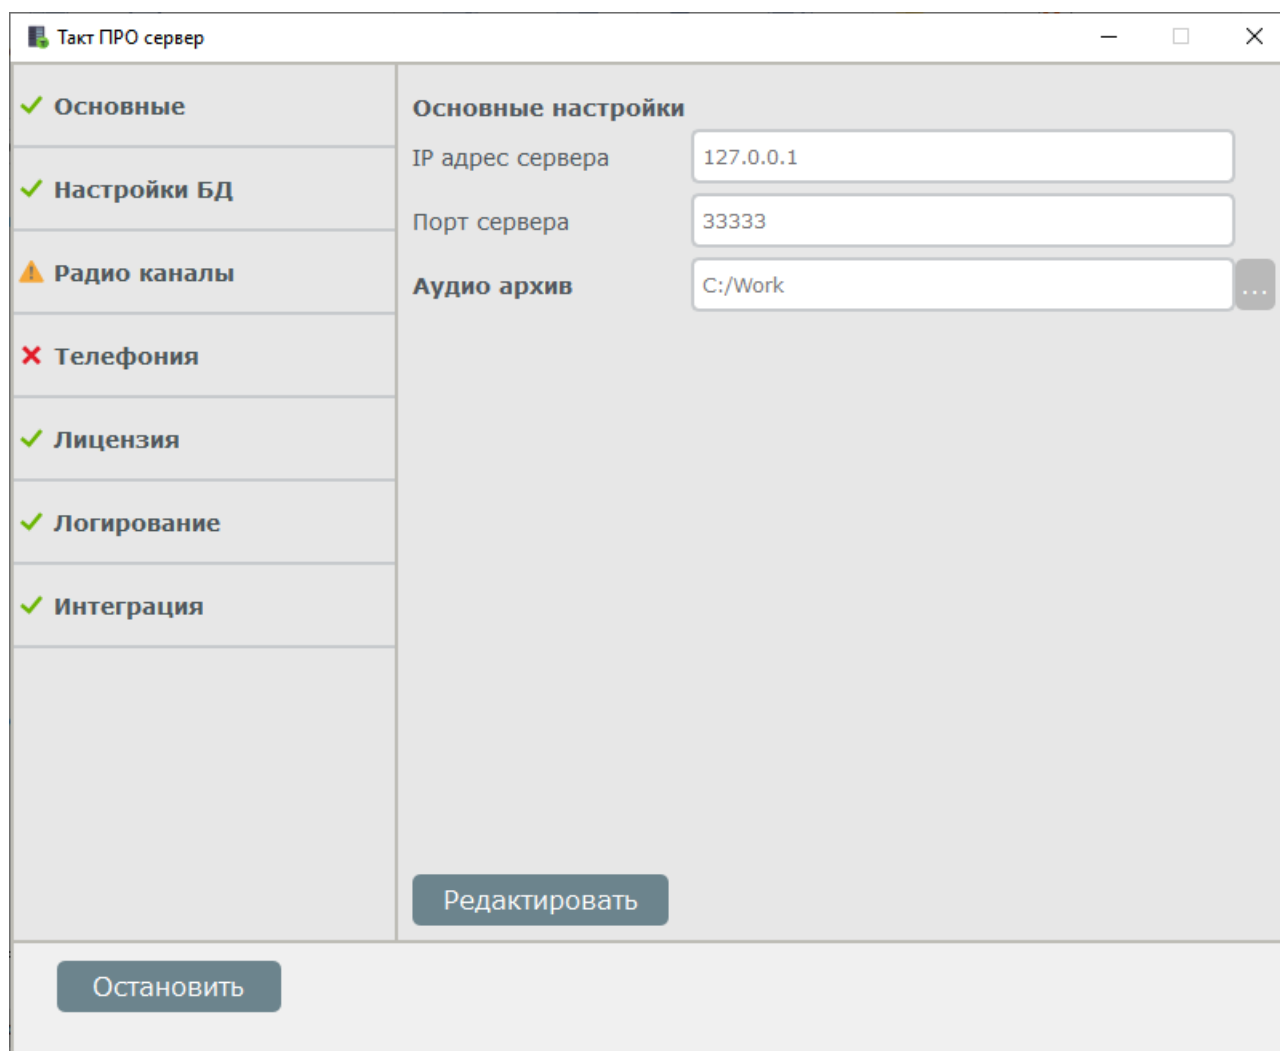 Такт ПРО сервер
Основные
Настройки БД
Радио каналы
Телефония
Лицензия
Логирование
Интеграция
Основные настройки
IP адрес сервера 127.0.0.1
Порт сервера 33333
Аудио архив C:/Work ...
Редактировать
Остановить